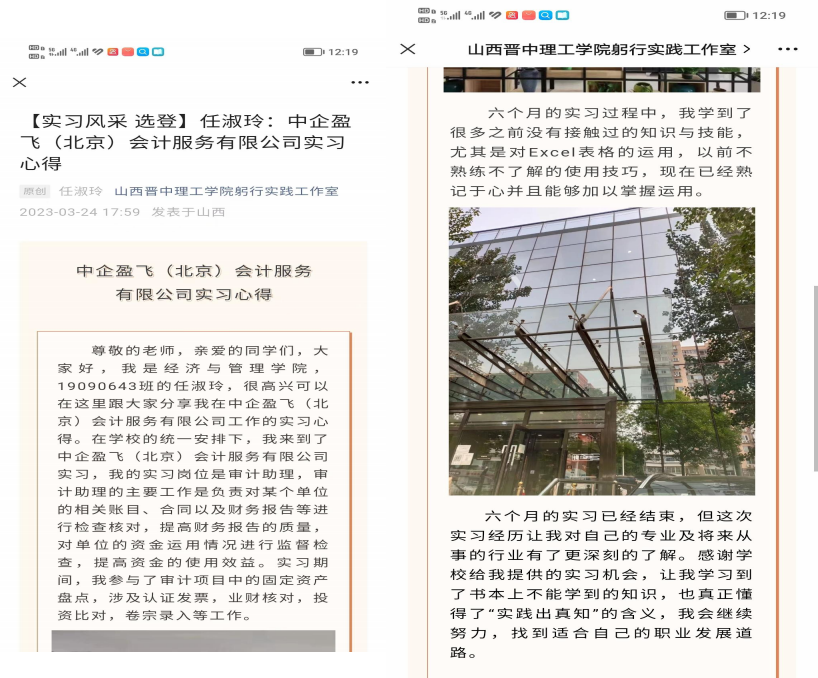 12:19
【实习风采 选登】任淑玲：中企盈
飞（北京）会计服务有限公司实习
心得
原创 任淑玲 山西晋中理工学院躬行实践工作室
2023-03-24 17:59 发表于山西
中企盈飞（北京）会计服务
有限公司实习心得
尊敬的老师，亲爱的同学们，大
家好，我是经济与管理学院，
19090643班的任淑玲，很高兴可以
在这里跟大家分享我在中企盈飞（北
京）会计服务有限公司工作的实习心
得。在学校的统一安排下，我来到了
中企盈飞（北京）会计服务有限公司
实习，我的实习岗位是审计助理，审
计助理的主要工作是负责对某个单位
的相关账目、合同以及财务报告等进
行检查核对，提高财务报告的质量，
对单位的资金运用情况进行监督检
查，提高资金的使用效益。实习期
间，我参与了审计项目中的固定资产
盘点，涉及认证发票，业财核对，投
资比对，卷宗录入等工作。
12:19
山西晋中理工学院躬行实践工作室
六个月的实习过程中，我学到了
很多之前没有接触过的知识与技能，
尤其是对Excel表格的运用，以前不
熟练不了解的使用技巧，现在已经熟
记于心并且能够加以掌握运用。
六个月的实习已经结束，但这次
实习经历让我对自己的专业及将来从
事的行业有了更深刻的了解。感谢学
校给我提供的实习机会，让我学习到
了书本上不能学到的知识，也真正懂
得了“实践出真知”的含义，我会继续
努力，找到适合自己的职业发展道
路。